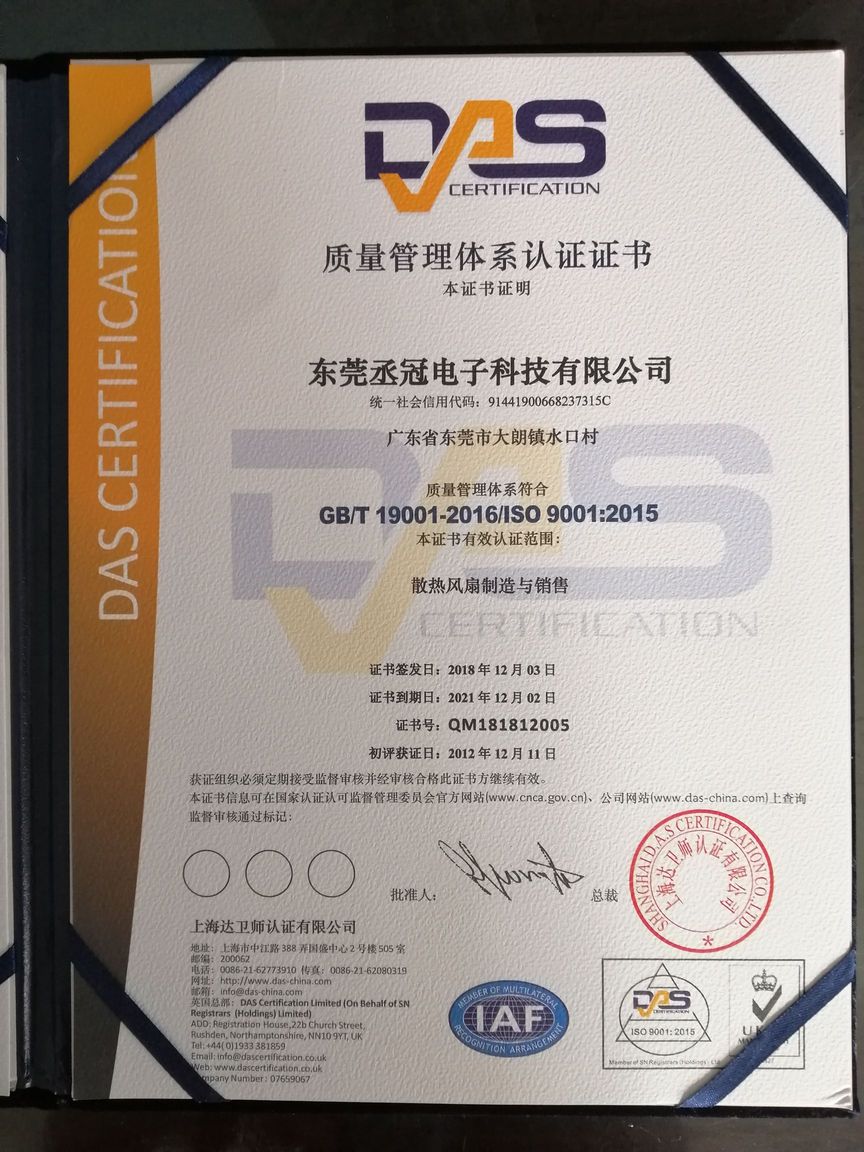 DAS CERTIFICATION
DAS
CERTIFICATION
质量管理体系认证证书
本证书证明
东莞丞冠电子科技有限公司
统一社会信用代码：91441900668237315C
广东省东莞市大朗镇水口村
质量管理体系符合
GB/T 19001-2016/ISO 9001:2015
本证书有效认证范围：
散热风扇制造与销售
DAS
CERTIFICATION
证书签发日：2018 年 12 月 03 日
证书到期日：2021 年 12 月 02 日
证书号：QM181812005
初评获证日：2012 年 12 月 11 日
获证组织必须定期接受监督审核并经审核合格此证书方继续有效。
本证书信息可在国家认证认可监督管理委员会官方网站(www.cnca.gov.cn)、公司网站(www.das-china.com)上查询
监督审核通过标记：
批准人：
总裁
SHANGHAI D.A.S CERTIFICATION CO.,LTD
上海达卫师认证有限公司
上海达卫师认证有限公司
地址：上海市中江路 388 弄国盛中心 2 号楼 505 室
邮编：200062
电话：0086-21-62773910 传真：0086-21-62080319
网址：http://www.das-china.com
邮箱：info@das-china.com
英国总部：DAS Certification Limited (On Behalf of SN
Registrars (Holdings) Limited)
ADD: Registration House,22b Church Street,
Rushden, Northamptonshire, NN10 9YT, UK
Tel:+44(0)1933 381859
Email: info@dascertification.co.uk
Web: www.dascertification.co.uk
Company Number : 07659067
MEMBER OF MULTILATERAL
IAF
RECOGNITION ARRANGEMENT
DAS
CERTIFICATION
ISO 9001: 2015
Member of SN Registrars (Holdings)